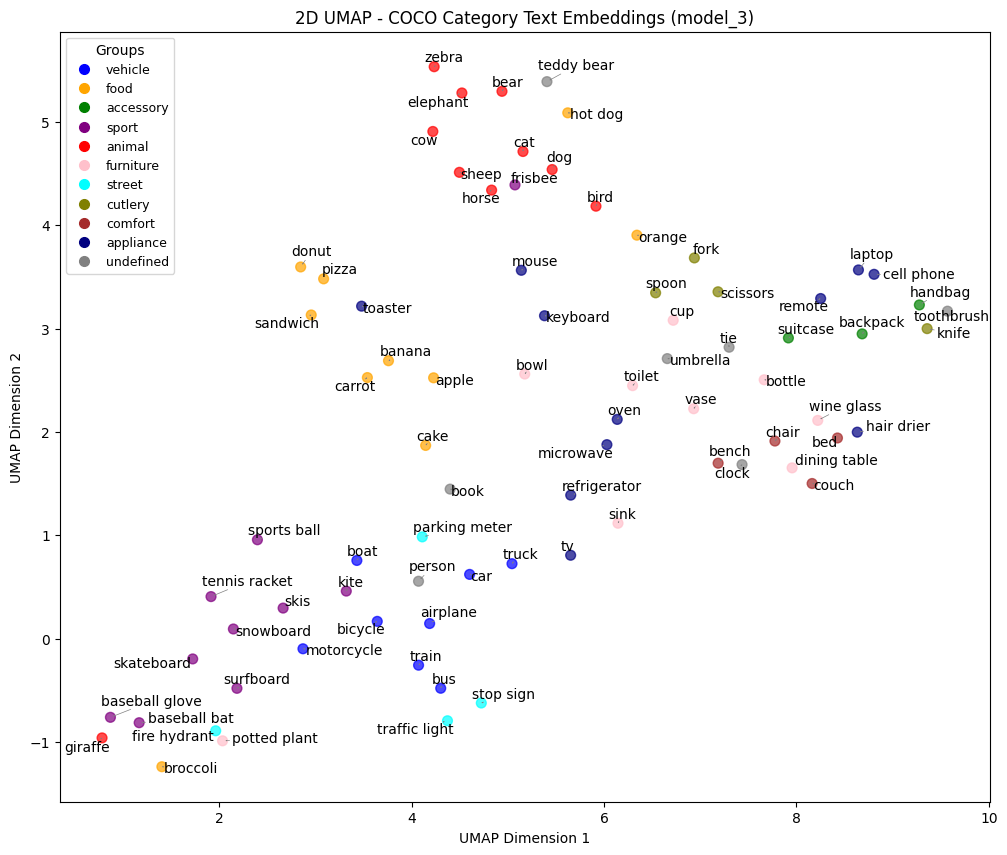 2D UMAP - COCO Category Text Embeddings (model_3)
Groups
vehicle
food
accessory
sport
animal
furniture
street
cutlery
comfort
appliance
undefined
zebra
teddy bear
bear
elephant
hot dog
cow
cat
dog
sheep
frisbee
horse
bird
orange
fork
donut
pizza
mouse
laptop
cell phone
spoon
scissors
handbag
toaster
remote
sandwich
keyboard
cup
toothbrush
backpack
suitcase
knife
tie
banana
umbrella
bowl
toilet
carrot
apple
bottle
vase
wine glass
oven
cake
chair
hair drier
bed
microwave
bench
dining table
clock
book
refrigerator
couch
sink
sports ball
parking meter
boat
truck
tv
person
car
tennis racket
kite
skis
airplane
bicycle
snowboard
motorcycle
train
skateboard
surfboard
bus
stop sign
baseball glove
baseball bat
traffic light
fire hydrant
potted plant
giraffe
broccoli
5
4
3
2
1
0
−1
2
4
6
8
10
UMAP Dimension 1
UMAP Dimension 2